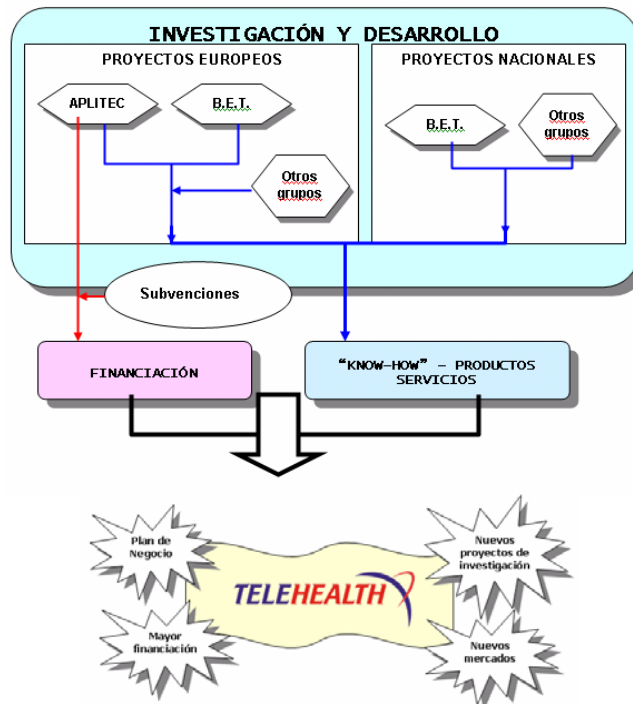 INVESTIGACIÓN Y DESARROLLO
PROYECTOS EUROPEOS
PROYECTOS NACIONALES
APLITEC
B.E.T.
B.E.T.
Otros
grupos
Otros
grupos
Subvenciones
FINANCIACIÓN
“KNOW-HOW” - PRODUCTOS
SERVICIOS
Plan de
Negocio
Nuevos
proyectos de
investigación
TELEHEALTH
Mayor
financiación
Nuevos
mercados